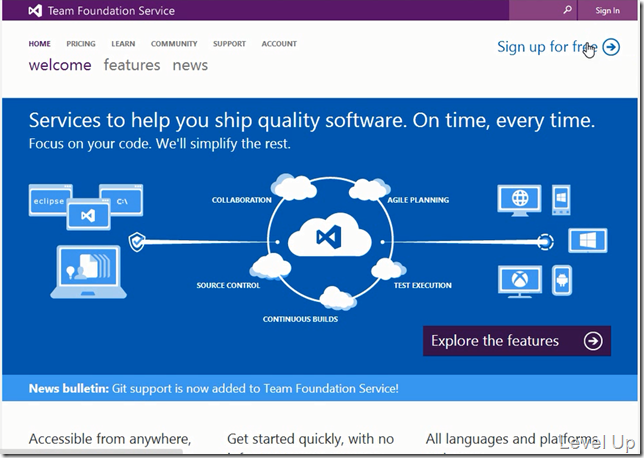 Team Foundation Service
Sign In
HOME PRICING LEARN COMMUNITY SUPPORT ACCOUNT
Sign up for free
welcome features news
Services to help you ship quality software. On time, every time.
Focus on your code. We'll simplify the rest.
eclipse
C:\
COLLABORATION
AGILE PLANNING
SOURCE CONTROL
TEST EXECUTION
CONTINUOUS BUILDS
Explore the features
News bulletin: Git support is now added to Team Foundation Service!
Accessible from anywhere,
Get started quickly, with no
All languages and platforms
Level Up